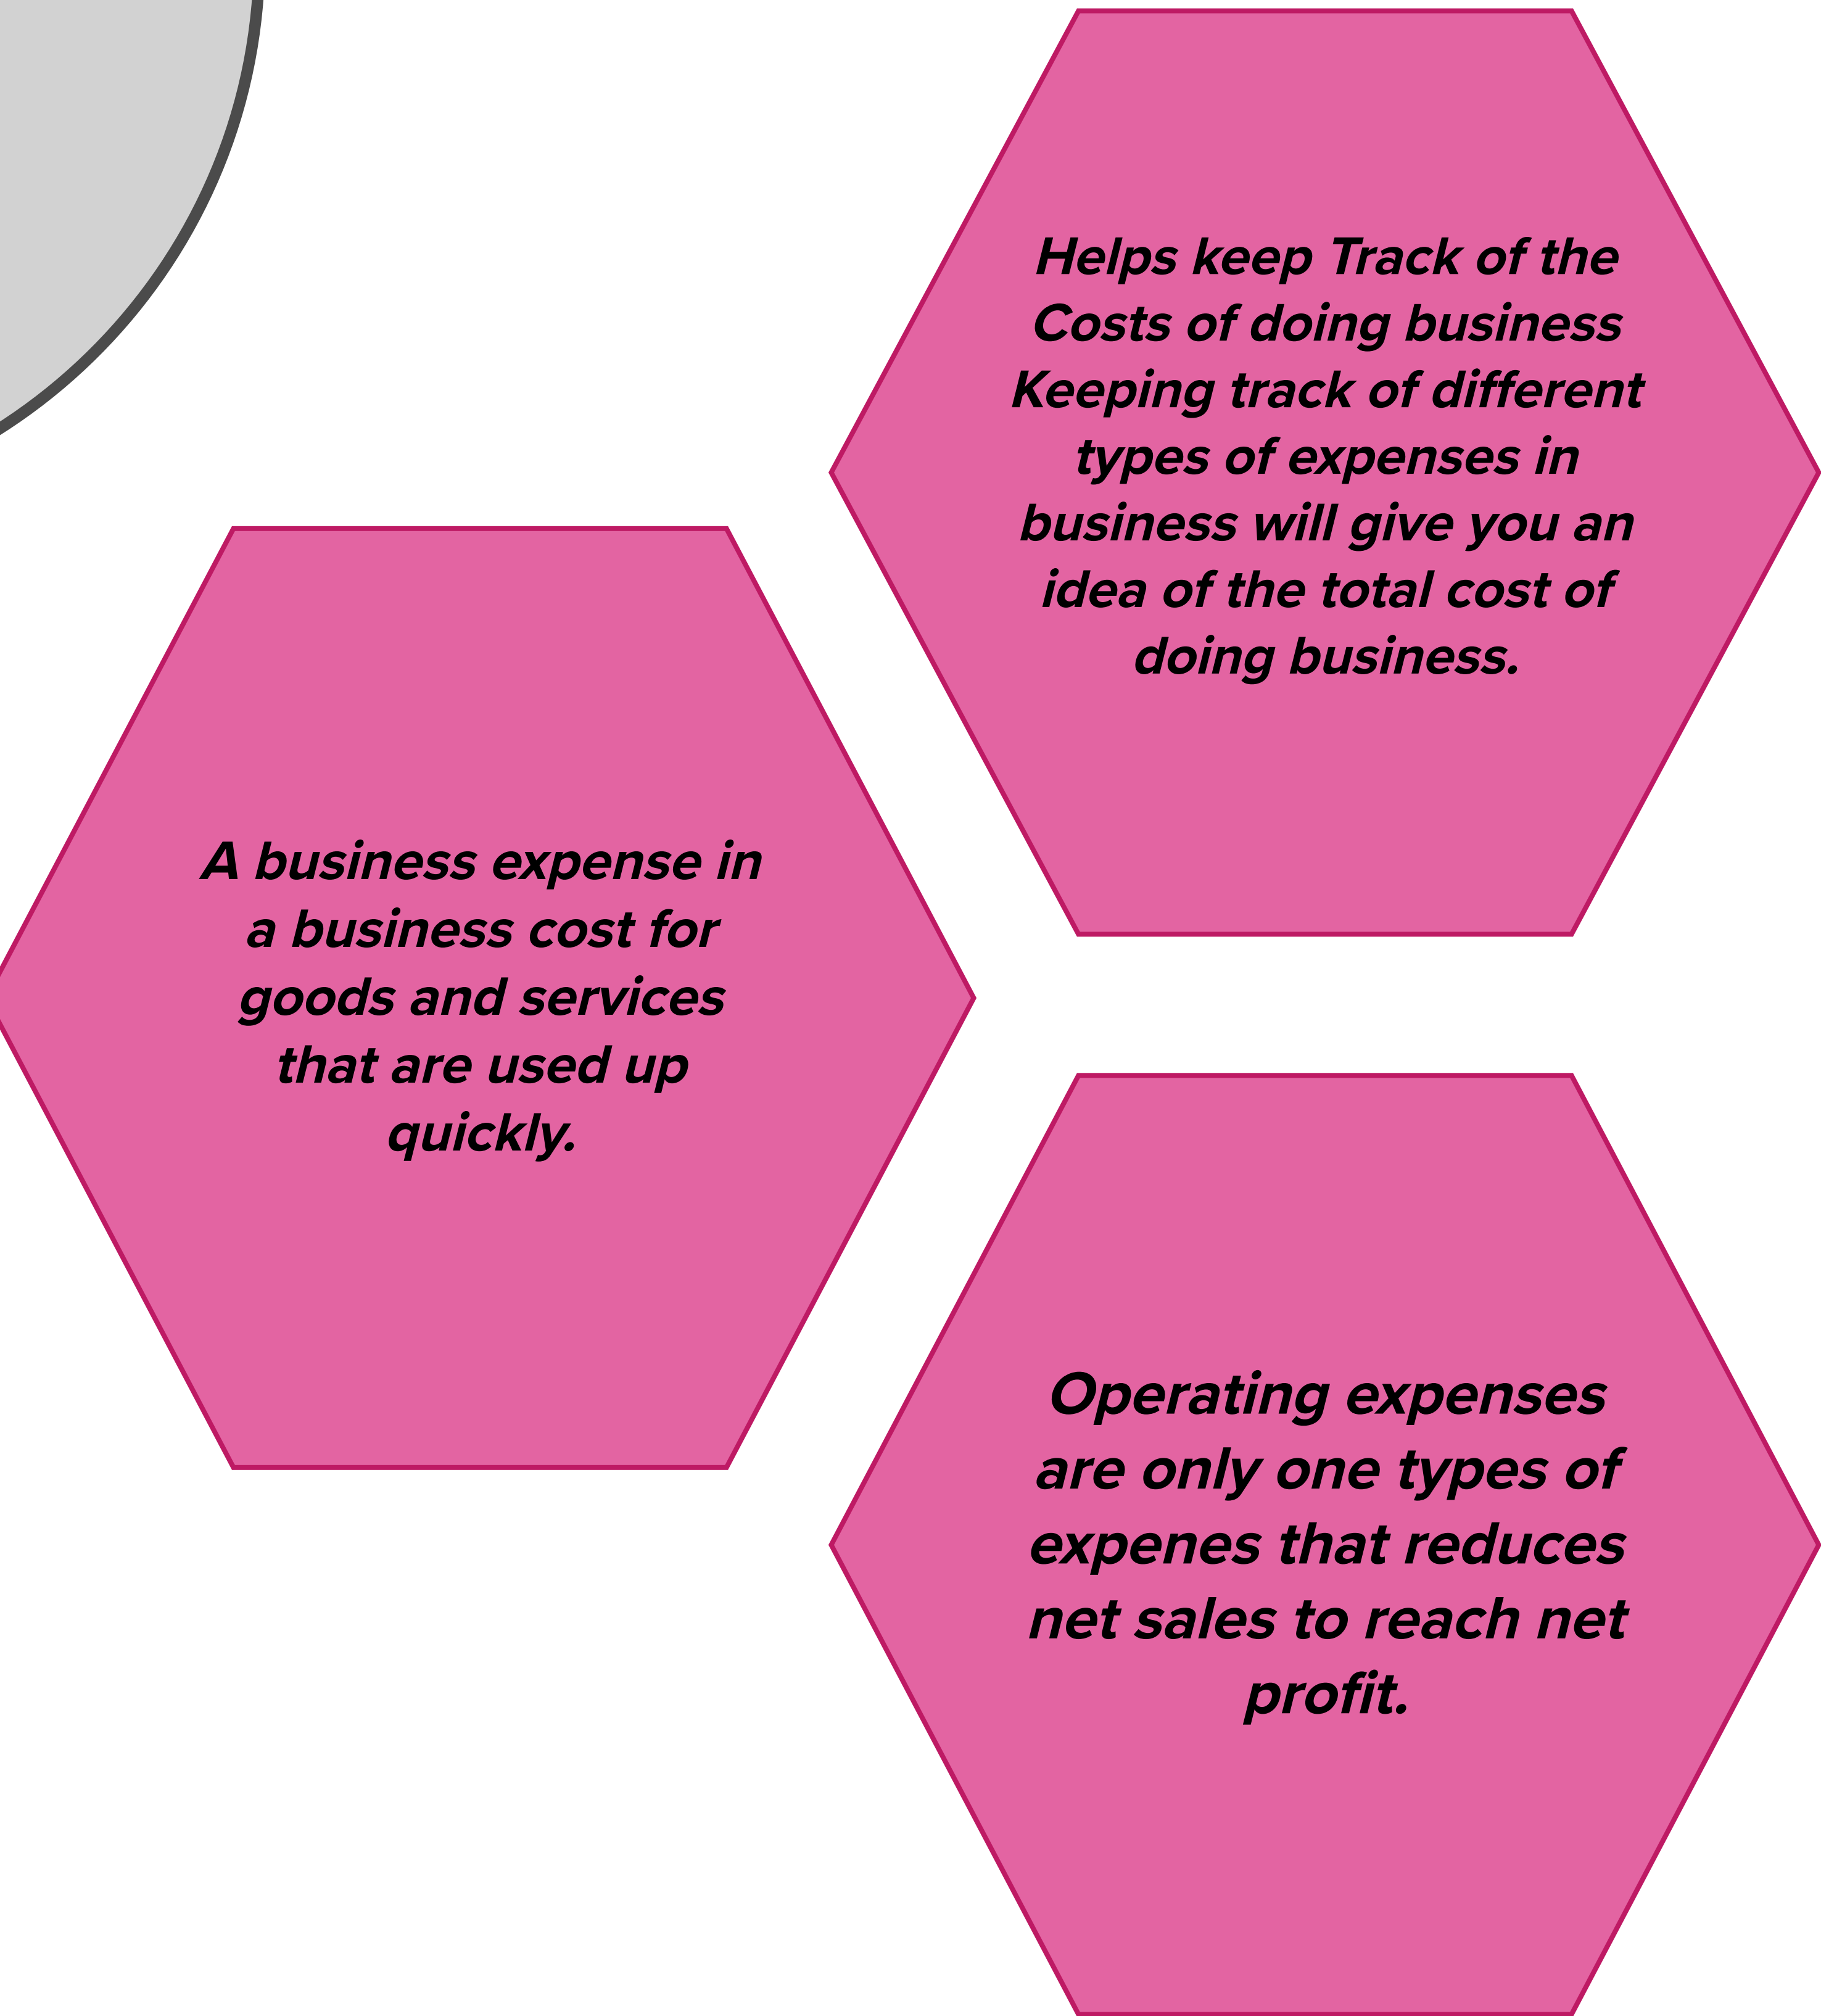 Helps keep Track of the
Costs of doing business
Keeping track of different
types of expenses in
business will give you an
idea of the total cost of
doing business.
A business expense in
a business cost for
goods and services
that are used up
quickly.
Operating expenses
are only one types of
expenes that reduces
net sales to reach net
profit.